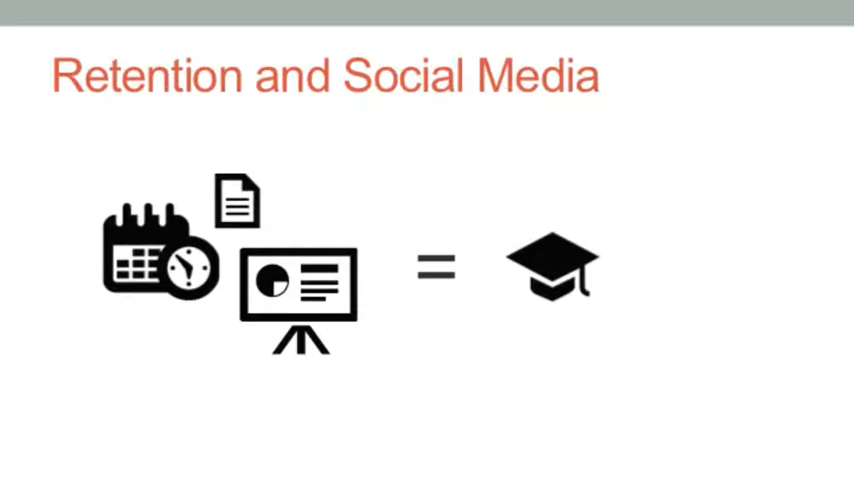 Retention and Social Media
=